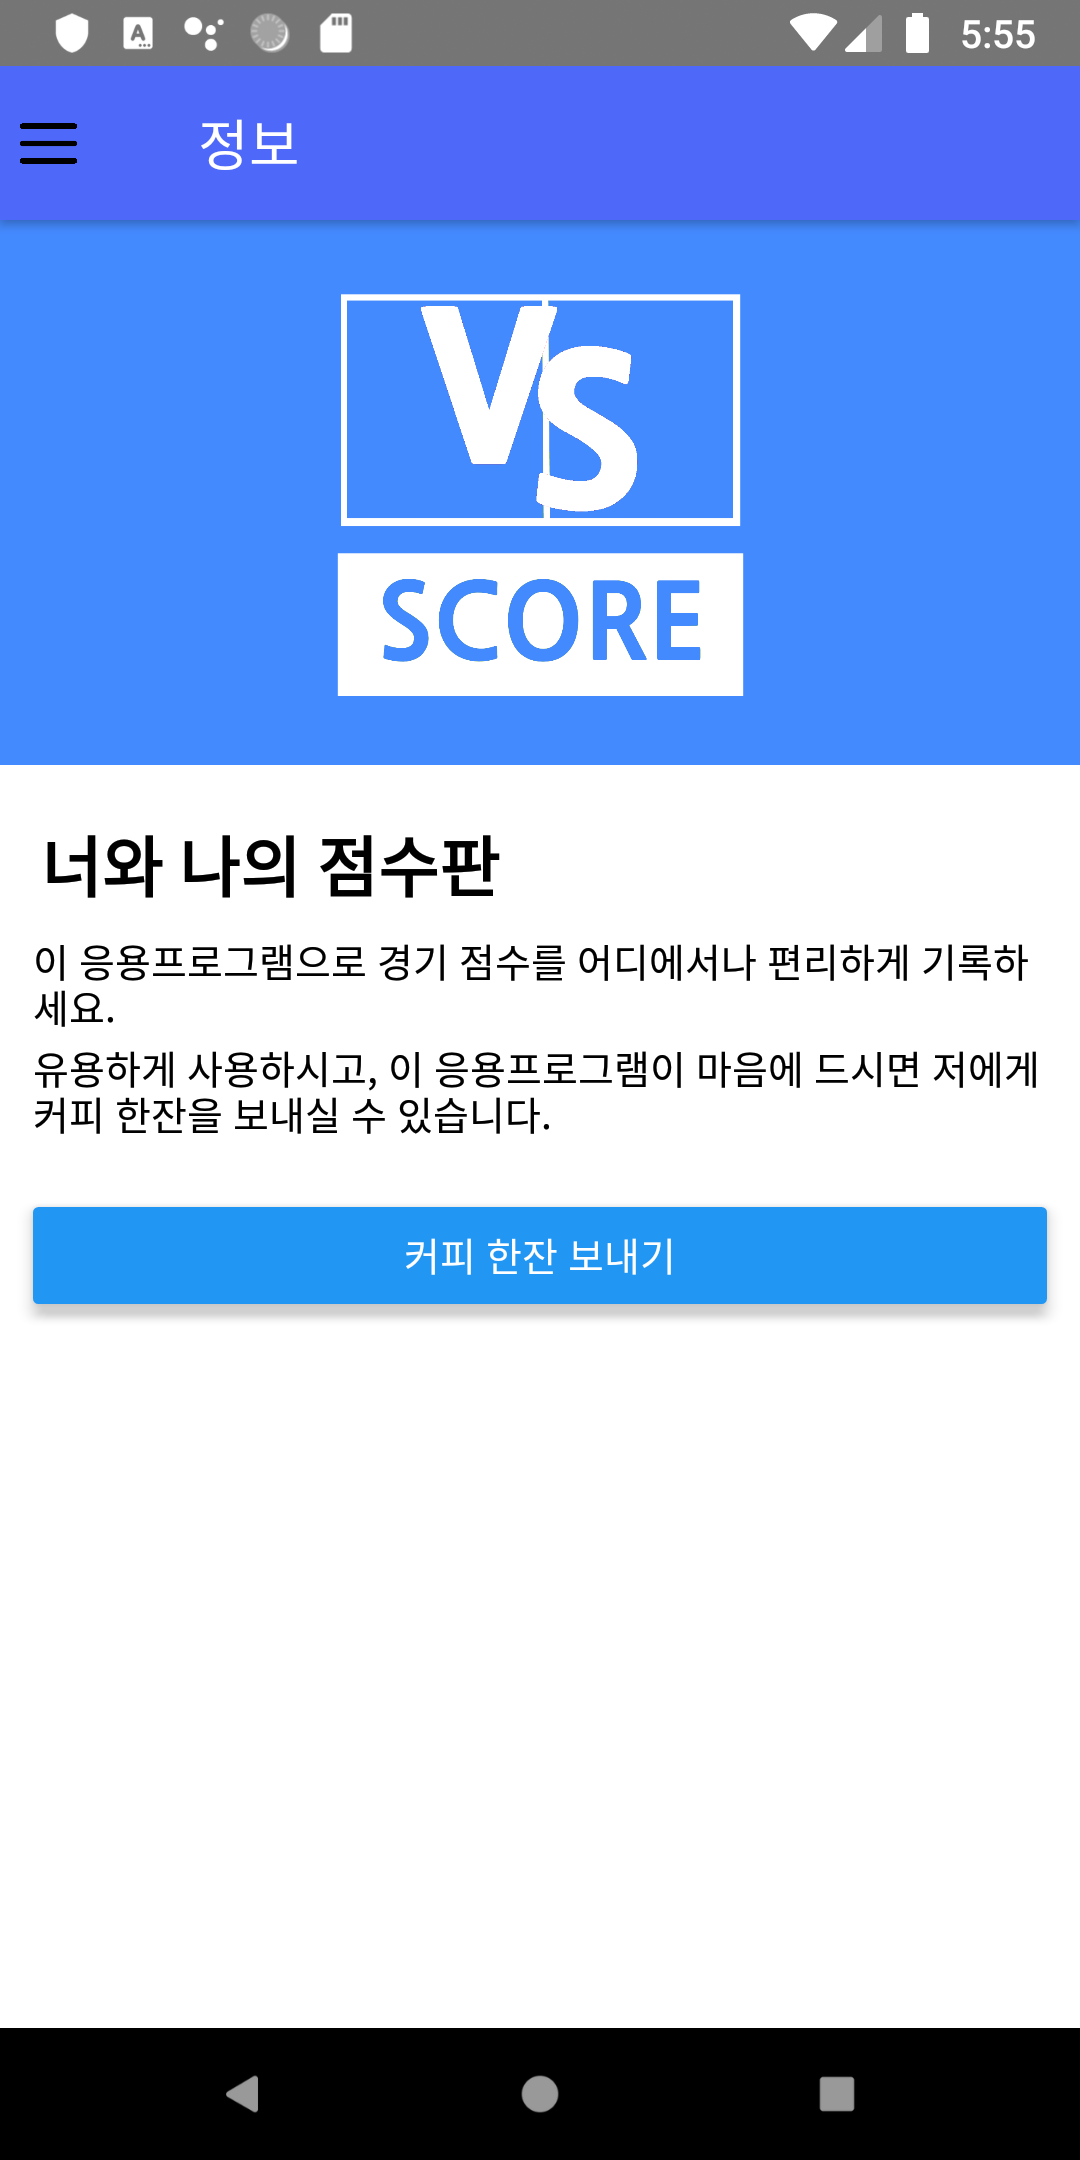 5:55
정보
VS
SCORE
너와 나의 점수판
이 응용프로그램으로 경기 점수를 어디에서나 편리하게 기록하
세요.
유용하게 사용하시고, 이 응용프로그램이 마음에 드시면 저에게
커피 한잔을 보내실 수 있습니다.
커피 한잔 보내기